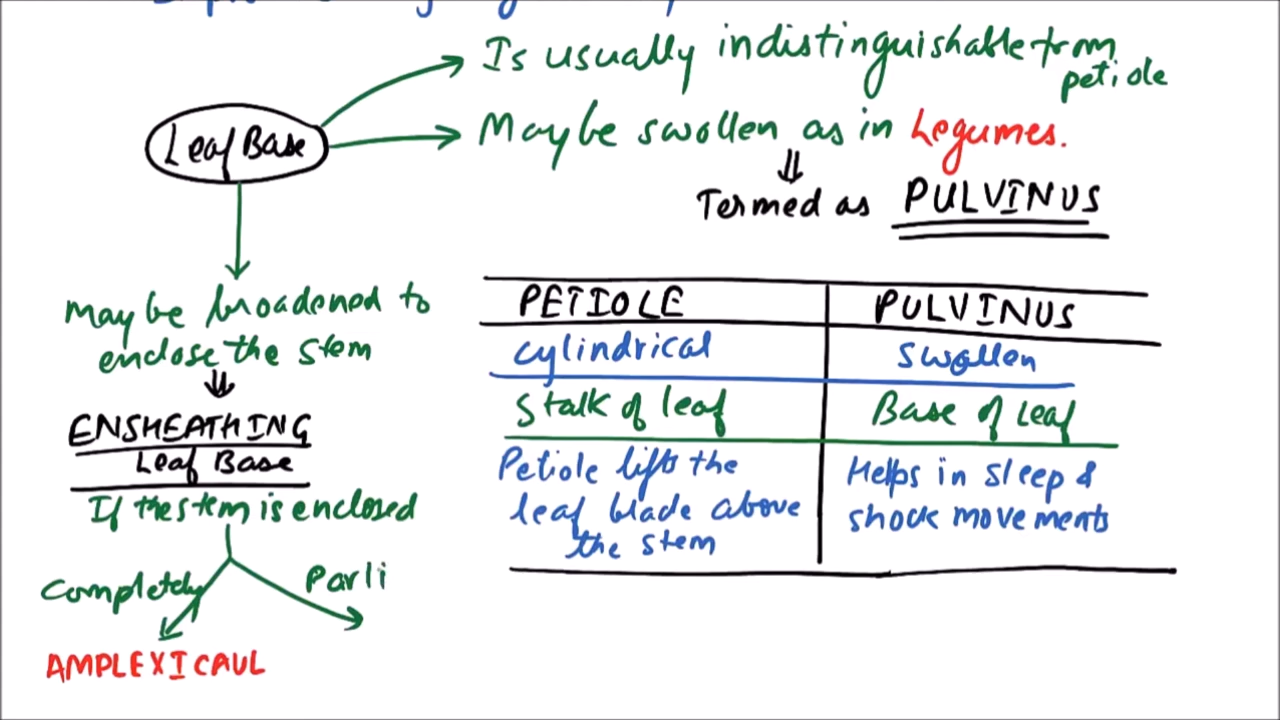 Is usually indistinguishable from
petiole
Leaf Base
Maybe swollen as in Legumes.
Termed as PULVINUS
May be broadened to
enclose the stem
ENSHEATHING
Leaf Base
If the stem is enclosed
Completely
Parli
AMPLEXICAUL
PETIOLE PULVINUS
Cylindrical Swollen
Stalk of leaf Base of Leaf
Petiole lifts the
leaf blade above
the stem
Helps in sleep &
shock movements